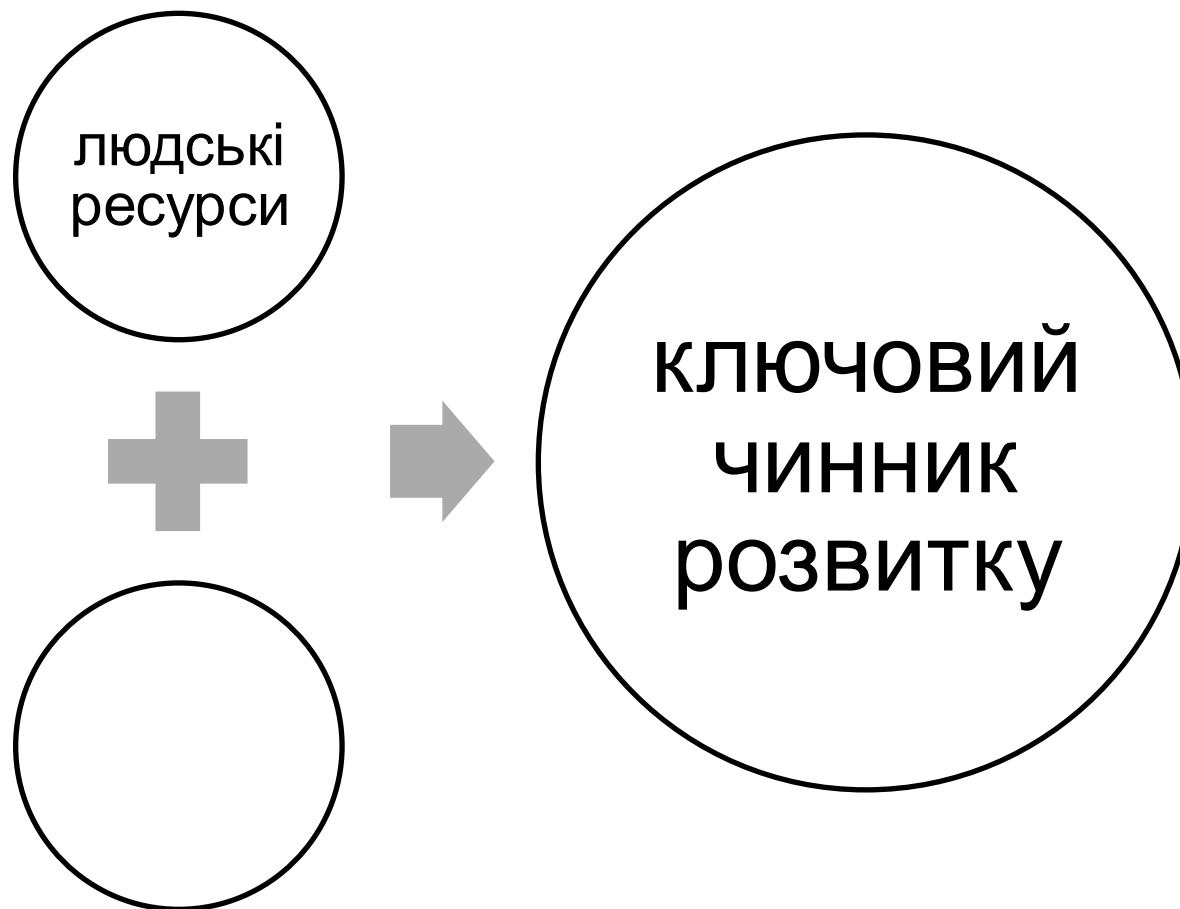 людські
ресурси
ключовий
чинник
розвитку